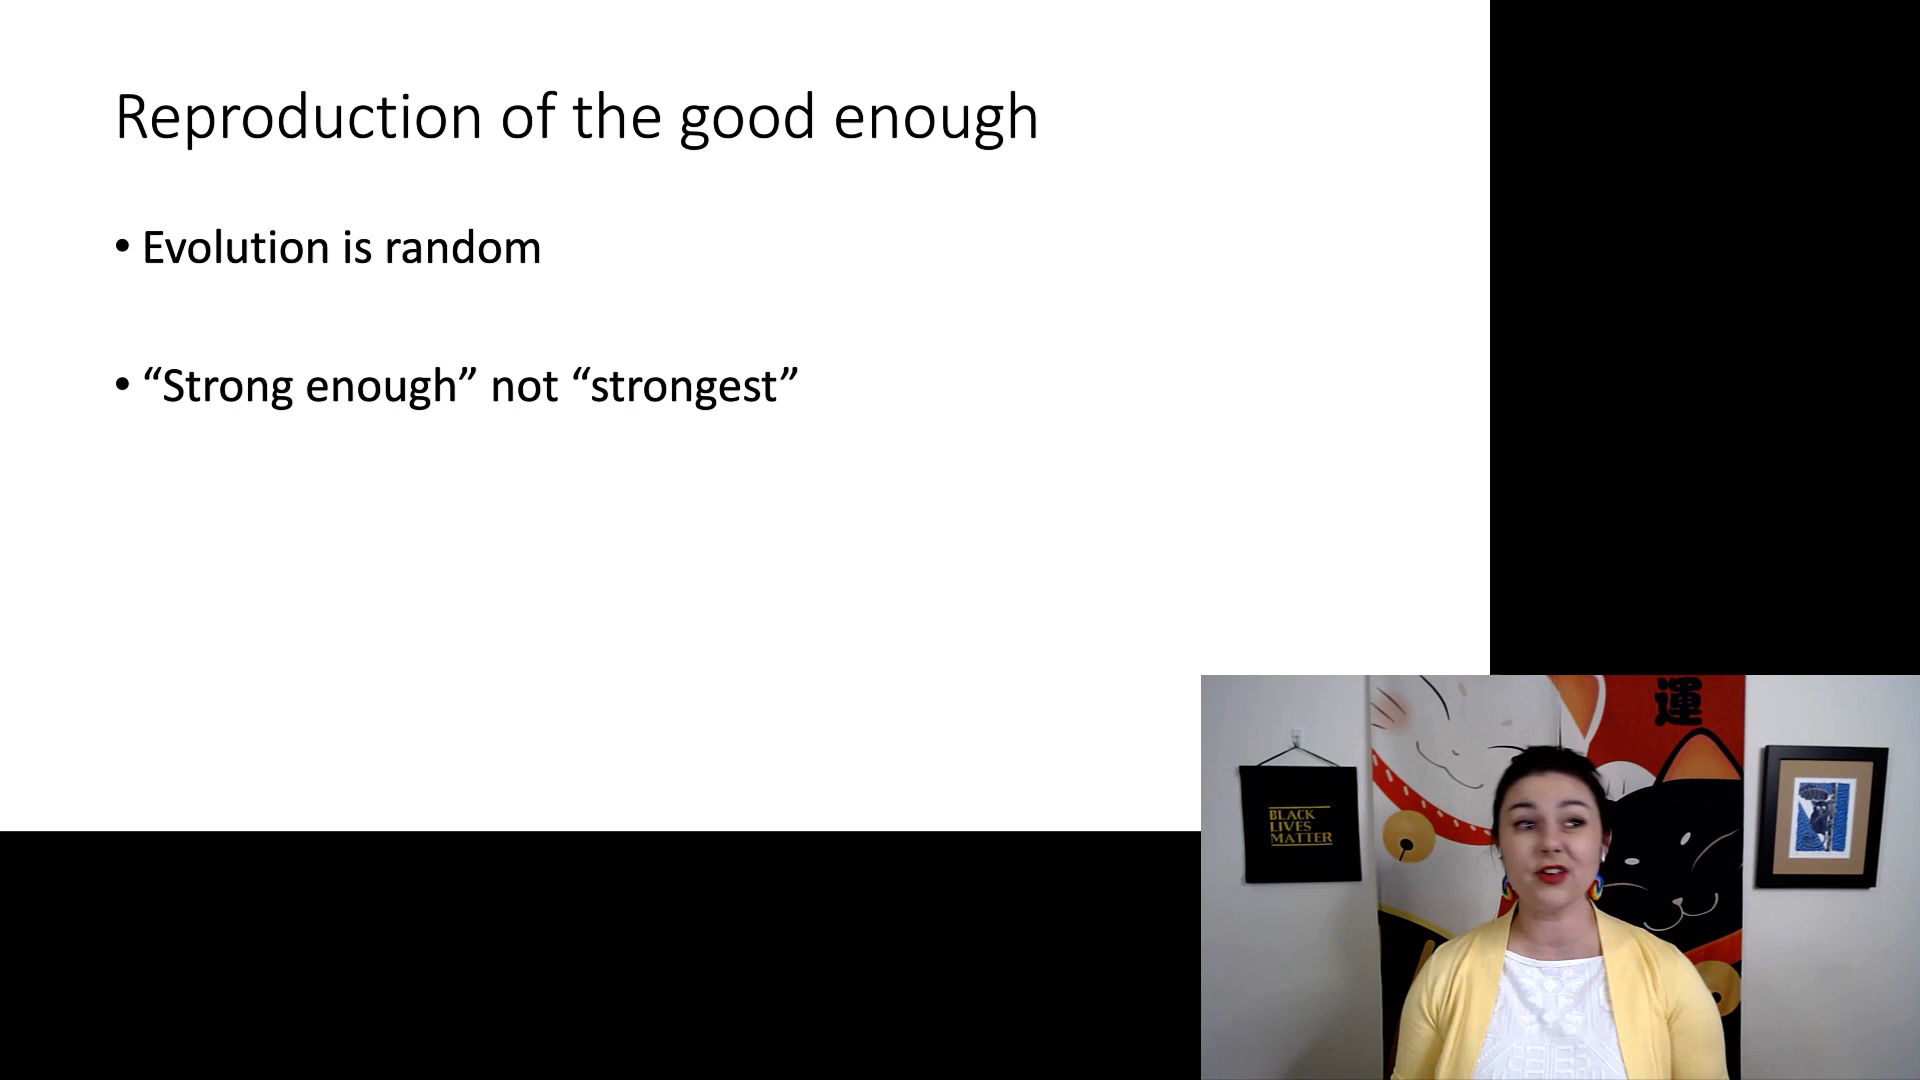 Reproduction of the good enough
• Evolution is random
• “Strong enough” not “strongest”
運
BLACK
LIVES
MATTER